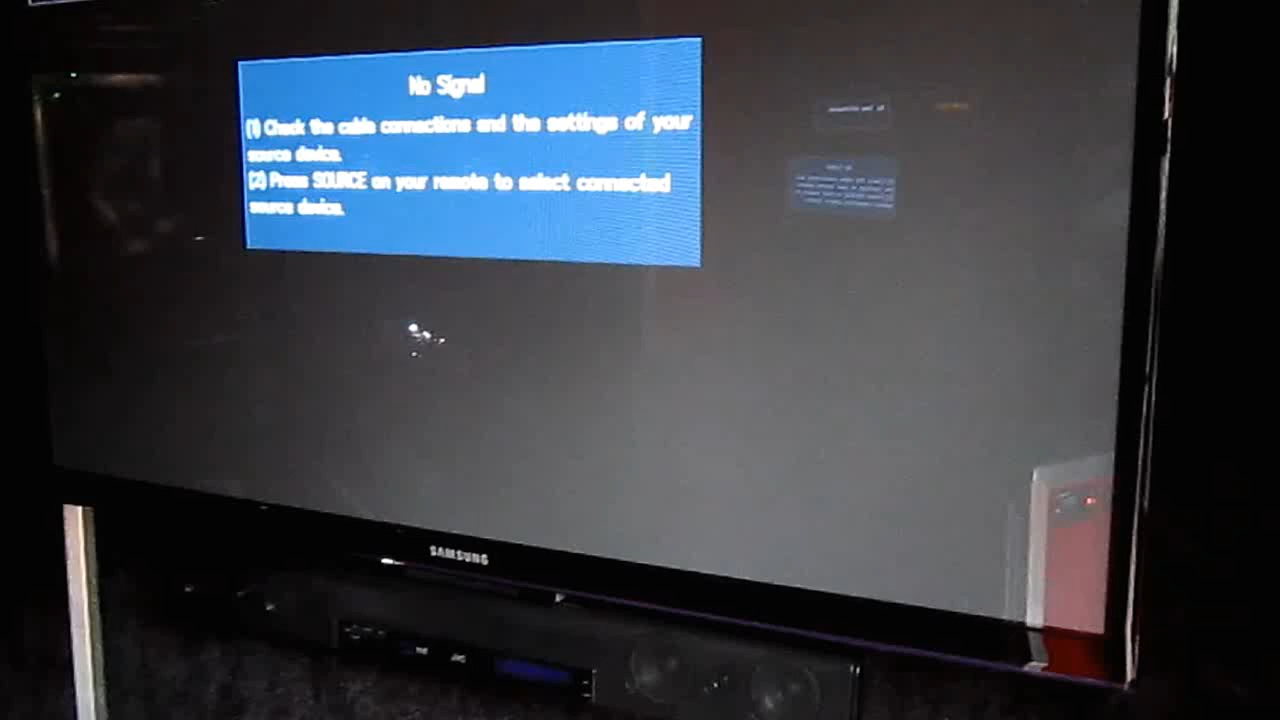 No Signal
(1) Check the cable connections and the settings of your
source device.
(2) Press SOURCE on your remote to select connected
source device.
SAMSUNG
JVC